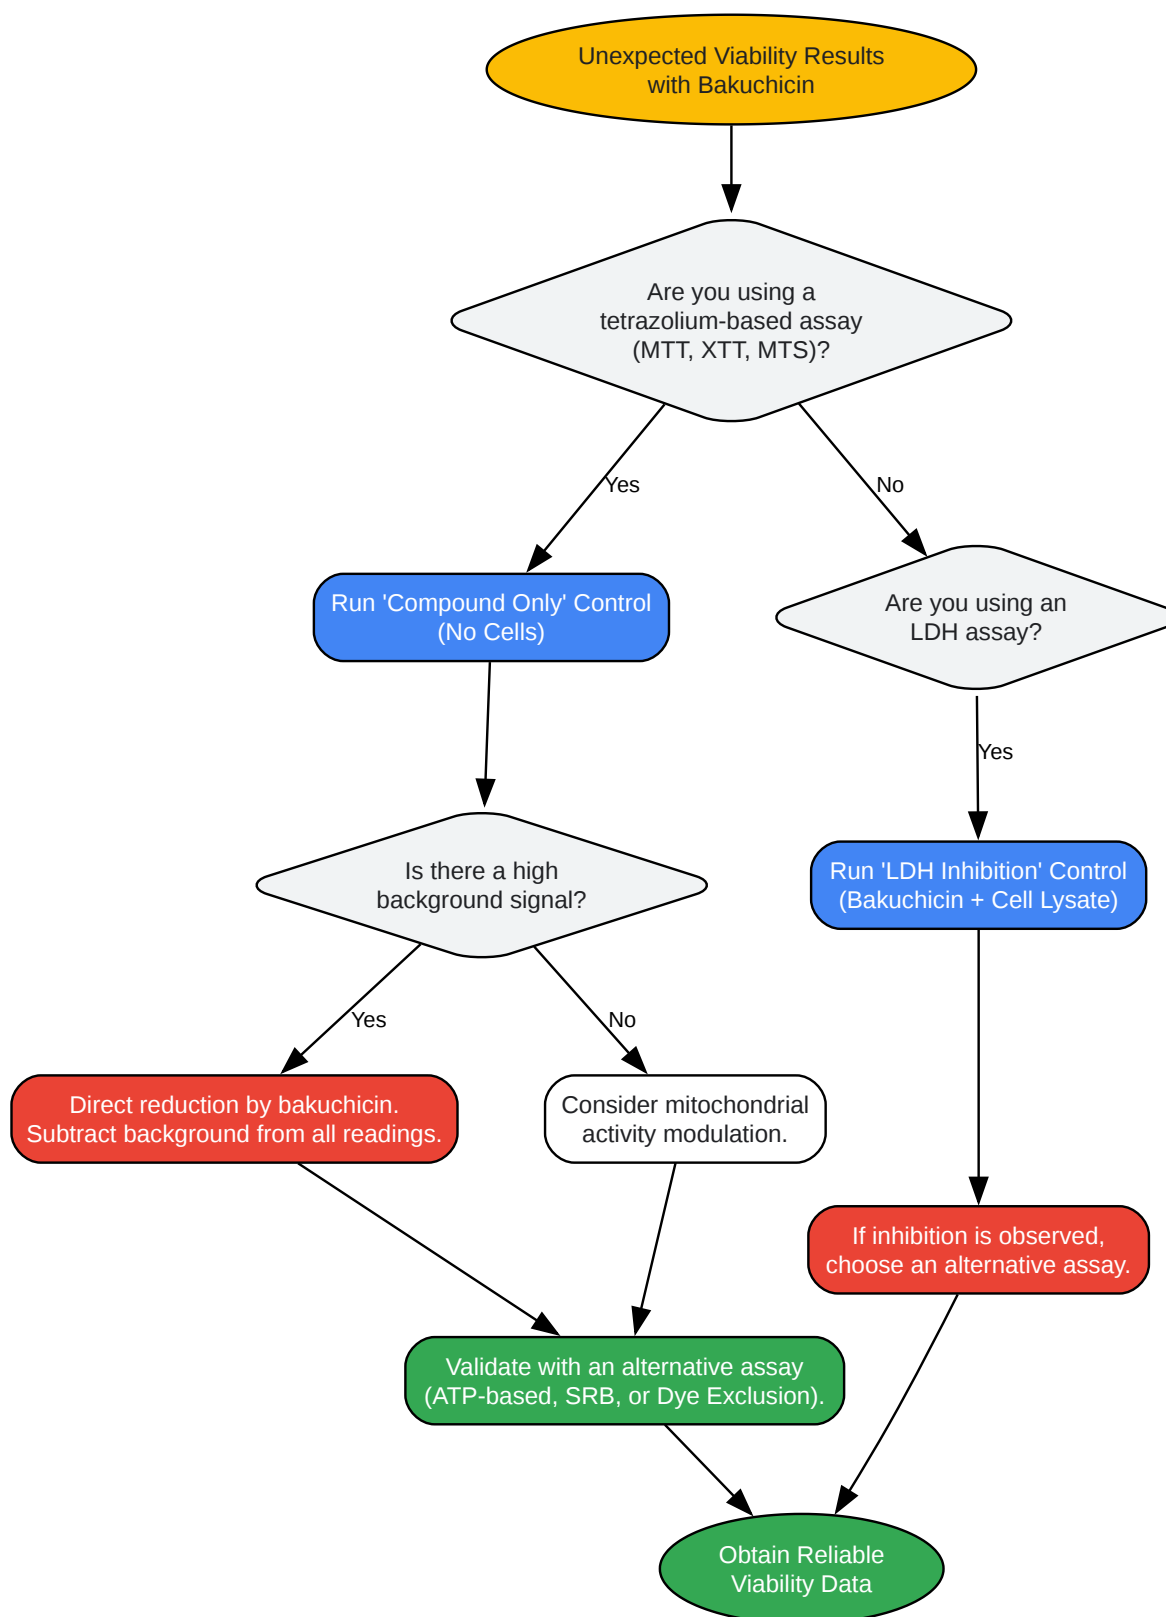 Unexpected Viability Results
with Bakuchicin
Are you using a
tetrazolium-based assay
(MTT, XTT, MTS)?
Yes
No
Run 'Compound Only' Control
(No Cells)
Are you using an
LDH assay?
Yes
Is there a high
background signal?
Run 'LDH Inhibition' Control
(Bakuchicin + Cell Lysate)
Yes
No
Direct reduction by bakuchicin.
Subtract background from all readings.
Consider mitochondrial
activity modulation.
If inhibition is observed,
choose an alternative assay.
Validate with an alternative assay
(ATP-based, SRB, or Dye Exclusion).
Obtain Reliable
Viability Data